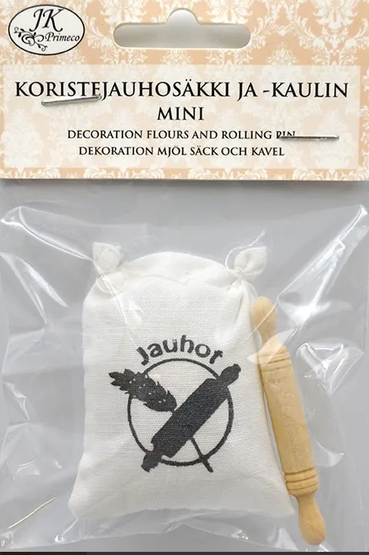 JK
Primeco
KORISTEJAUHOSÄKKI JA -KAULIN
MINI
DECORATION FLOURS AND ROLLING PIN
DEKORATION MJÖL SÄCK OCH KAVEL
Jauhot